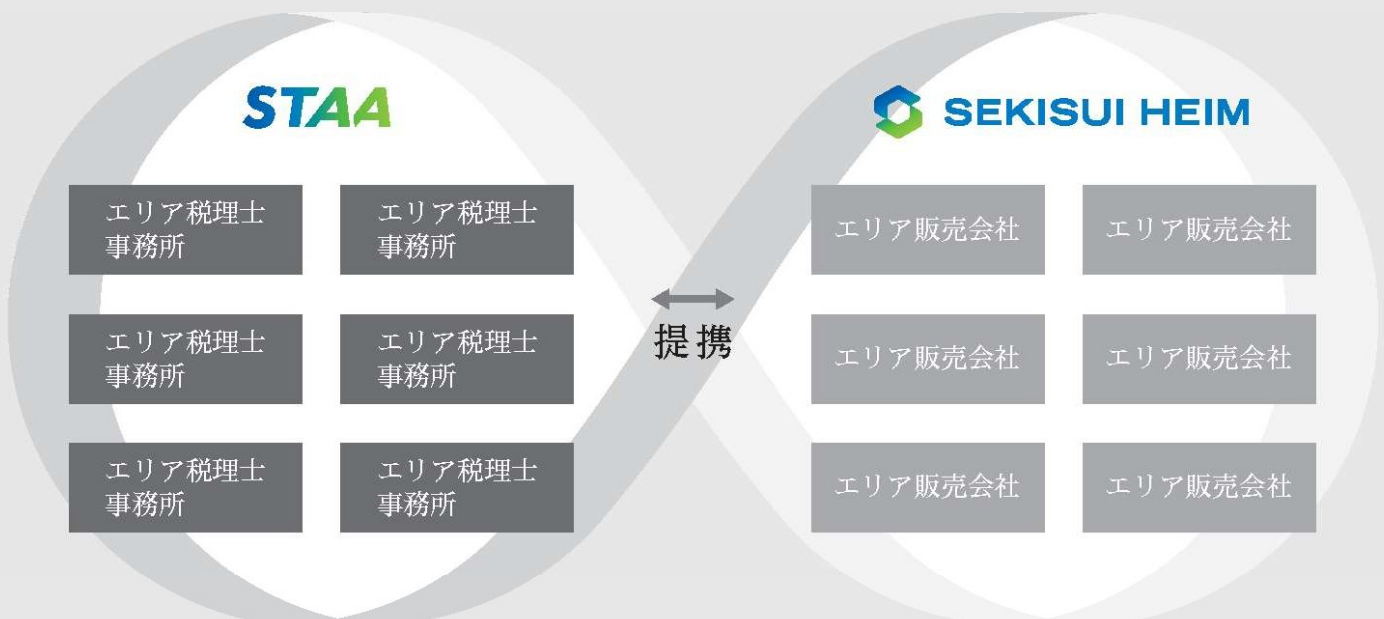 STAA
エリア税理士
事務所
エリア税理士
事務所
エリア税理士
事務所
エリア税理士
事務所
エリア税理士
事務所
エリア税理士
事務所
提携
SEKISUI HEIM
エリア販売会社
エリア販売会社
エリア販売会社
エリア販売会社
エリア販売会社
エリア販売会社